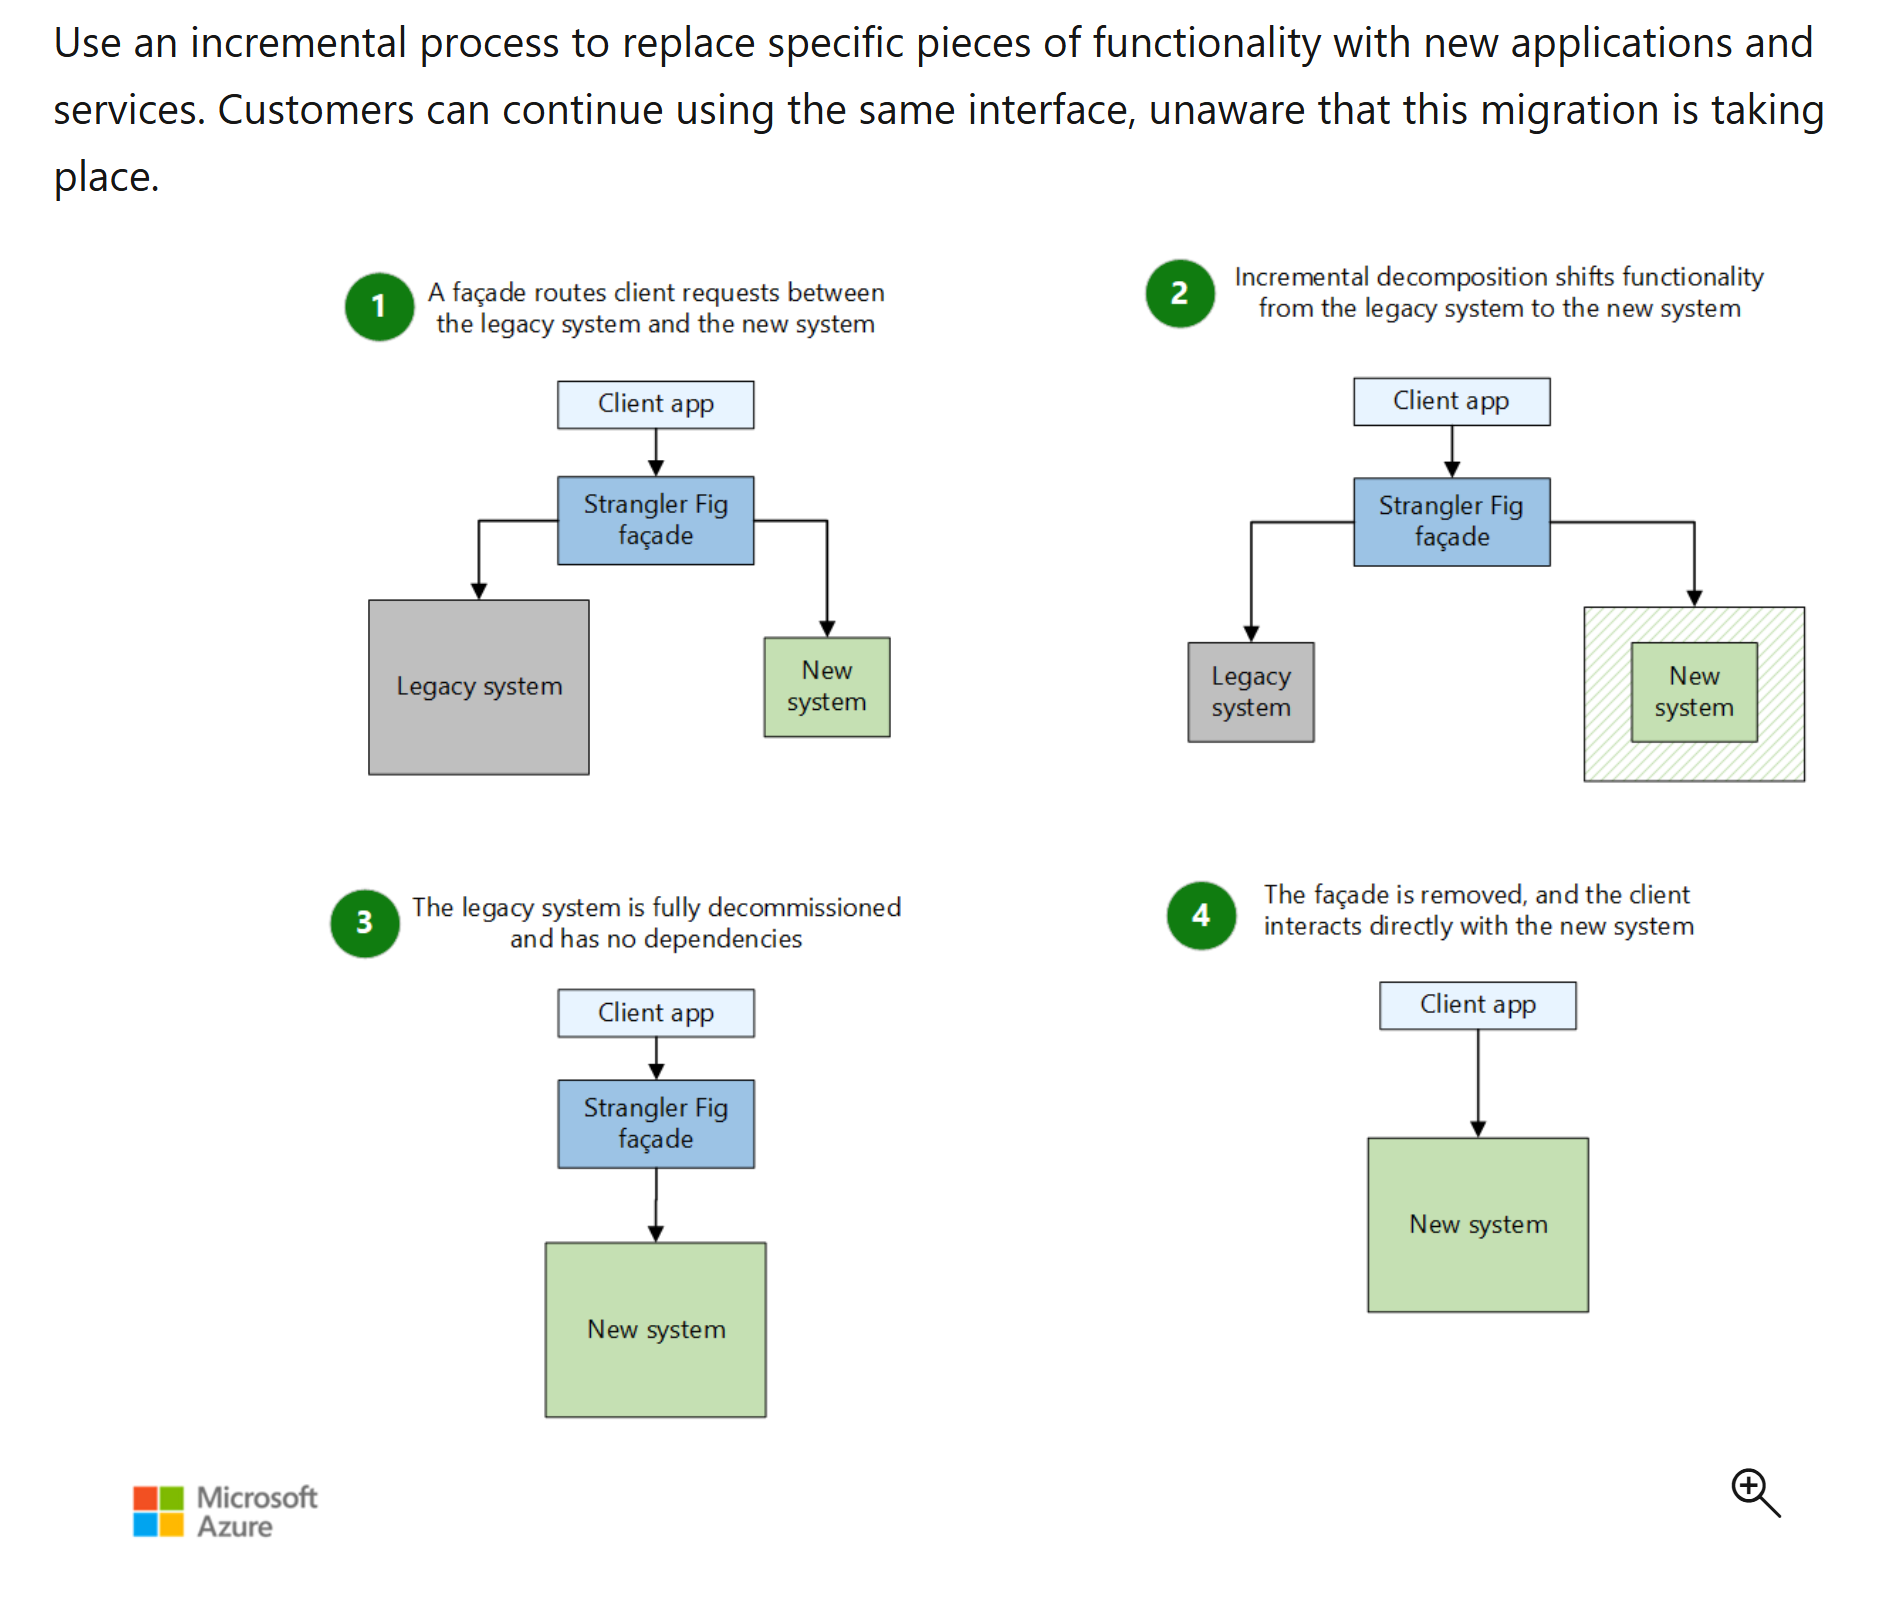 Use an incremental process to replace specific pieces of functionality with new applications and
services. Customers can continue using the same interface, unaware that this migration is taking
place.
1
A façade routes client requests between
the legacy system and the new system
Client app
Strangler Fig
façade
Legacy system
New
system
2
Incremental decomposition shifts functionality
from the legacy system to the new system
Client app
Strangler Fig
façade
Legacy
system
New
system
3
The legacy system is fully decommissioned
and has no dependencies
Client app
Strangler Fig
façade
New system
4
The façade is removed, and the client
interacts directly with the new system
Client app
New system
Microsoft
Azure